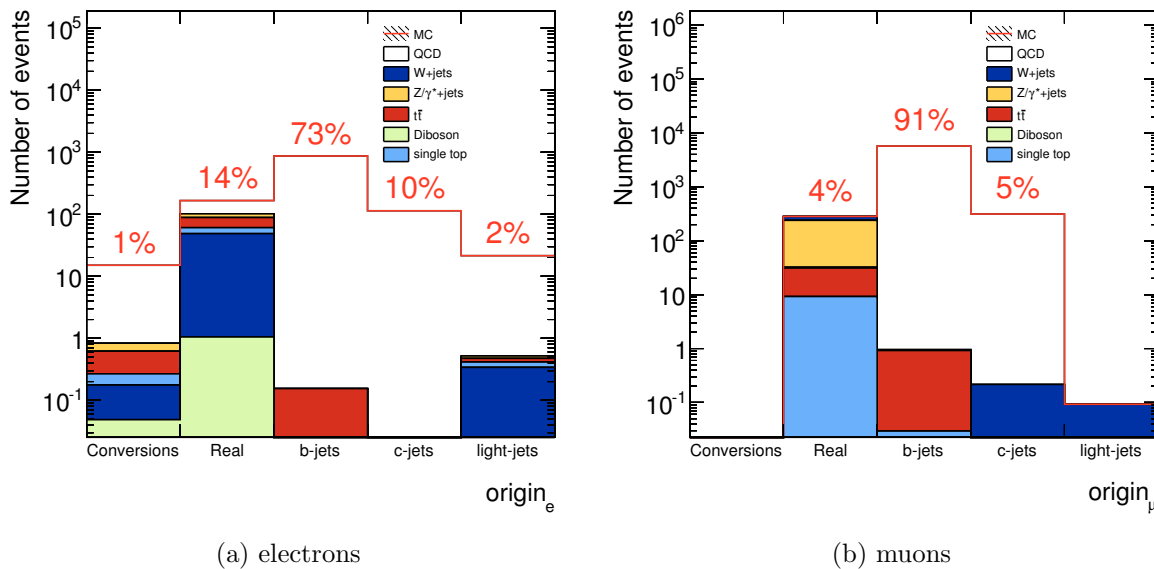 Number of events
10^5
10^4
10^3
10^2
10
1
10^-1
MC
QCD
W+jets
Z/γ*+jets
tt̄
Diboson
single top
1%
14%
73%
10%
2%
Conversions Real b-jets c-jets light-jets
origin_e
(a) electrons
Number of events
10^6
10^5
10^4
10^3
10^2
10
1
10^-1
MC
QCD
W+jets
Z/γ*+jets
tt̄
Diboson
single top
4%
91%
5%
Conversions Real b-jets c-jets light-jets
origin_μ
(b) muons